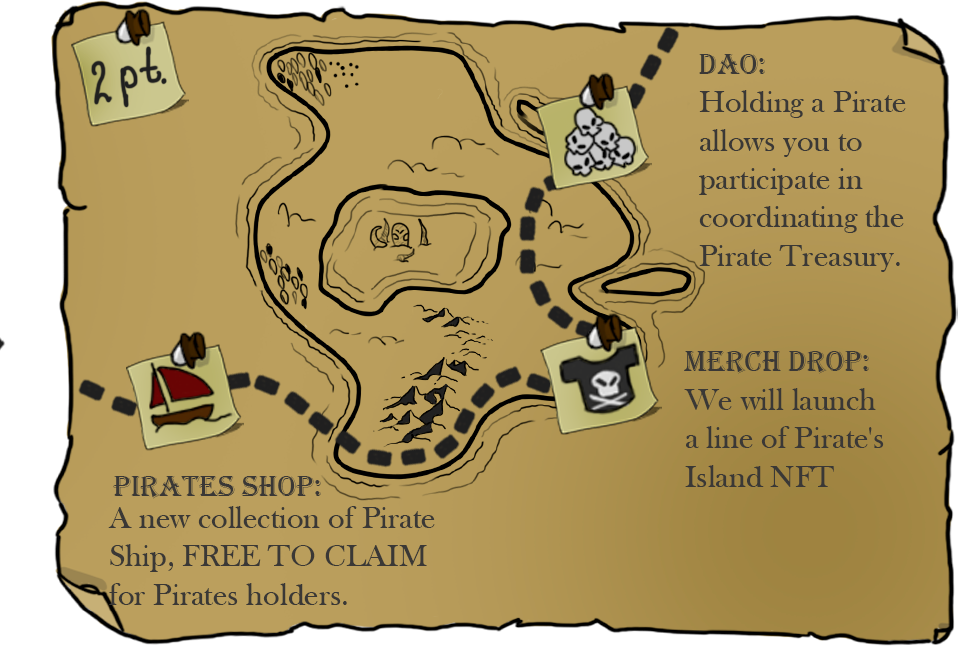 2 pt.
DAO:
Holding a Pirate
allows you to
participate in
coordinating the
Pirate Treasury.
MERCH DROP:
We will launch
a line of Pirate's
Island NFT
PIRATES SHOP:
A new collection of Pirate
Ship, FREE TO CLAIM
for Pirates holders.